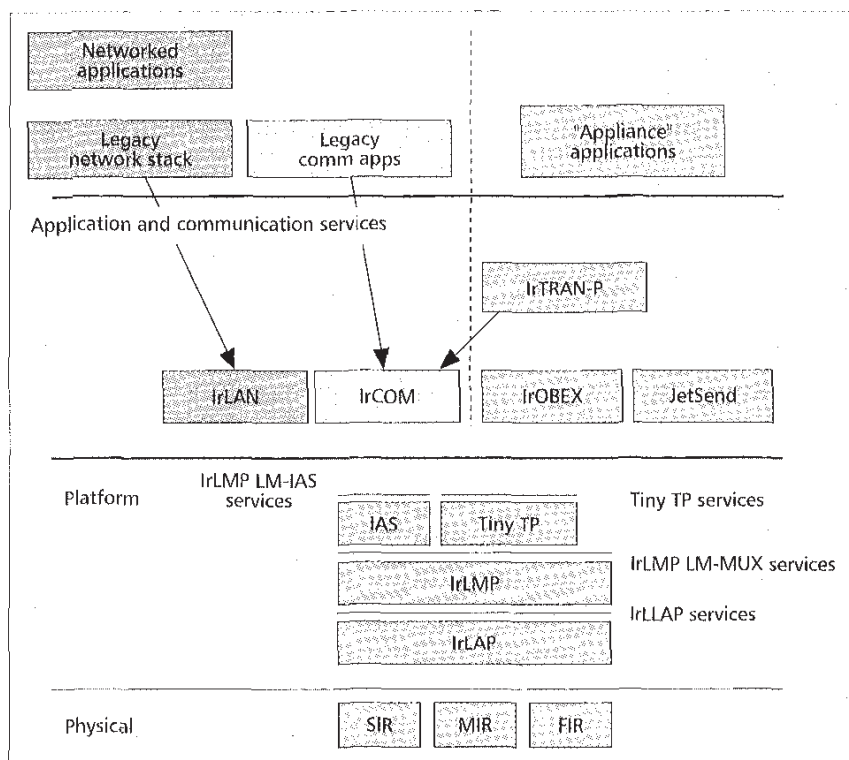 Networked
applications
Legacy
network stack
Legacy
comm apps
"Appliance"
applications
Application and communication services
IrTRAN-P
IrLAN
IrCOM
IrOBEX
JetSend
Platform
IrLMP LM-IAS
services
Tiny TP services
IAS
Tiny TP
IrLMP LM-MUX services
IrLMP
IrLLAP services
IrLAP
Physical
SIR
MIR
FIR